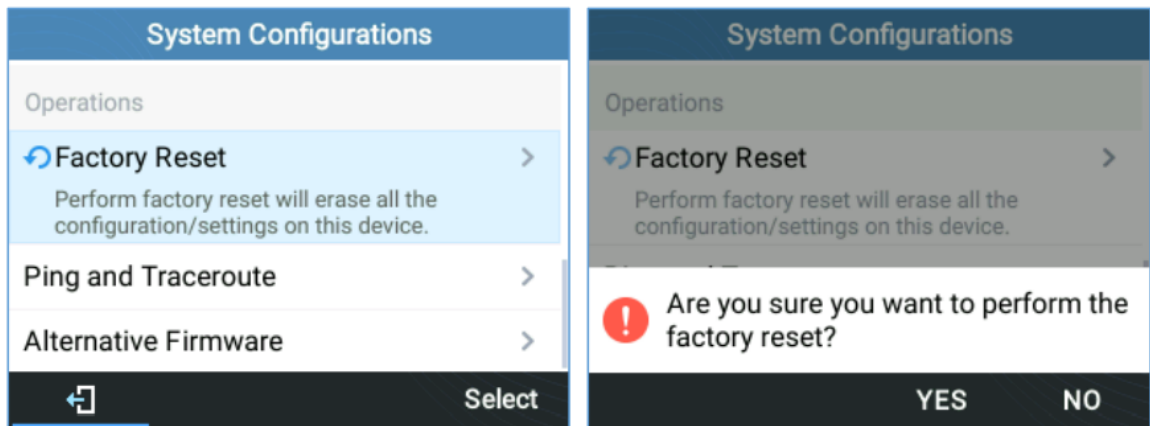 System Configurations
Operations
Factory Reset
Perform factory reset will erase all the
configuration/settings on this device.
Ping and Traceroute
Alternative Firmware
Select
System Configurations
Operations
Factory Reset
Perform factory reset will erase all the
configuration/settings on this device.
Are you sure you want to perform the
factory reset?
YES NO